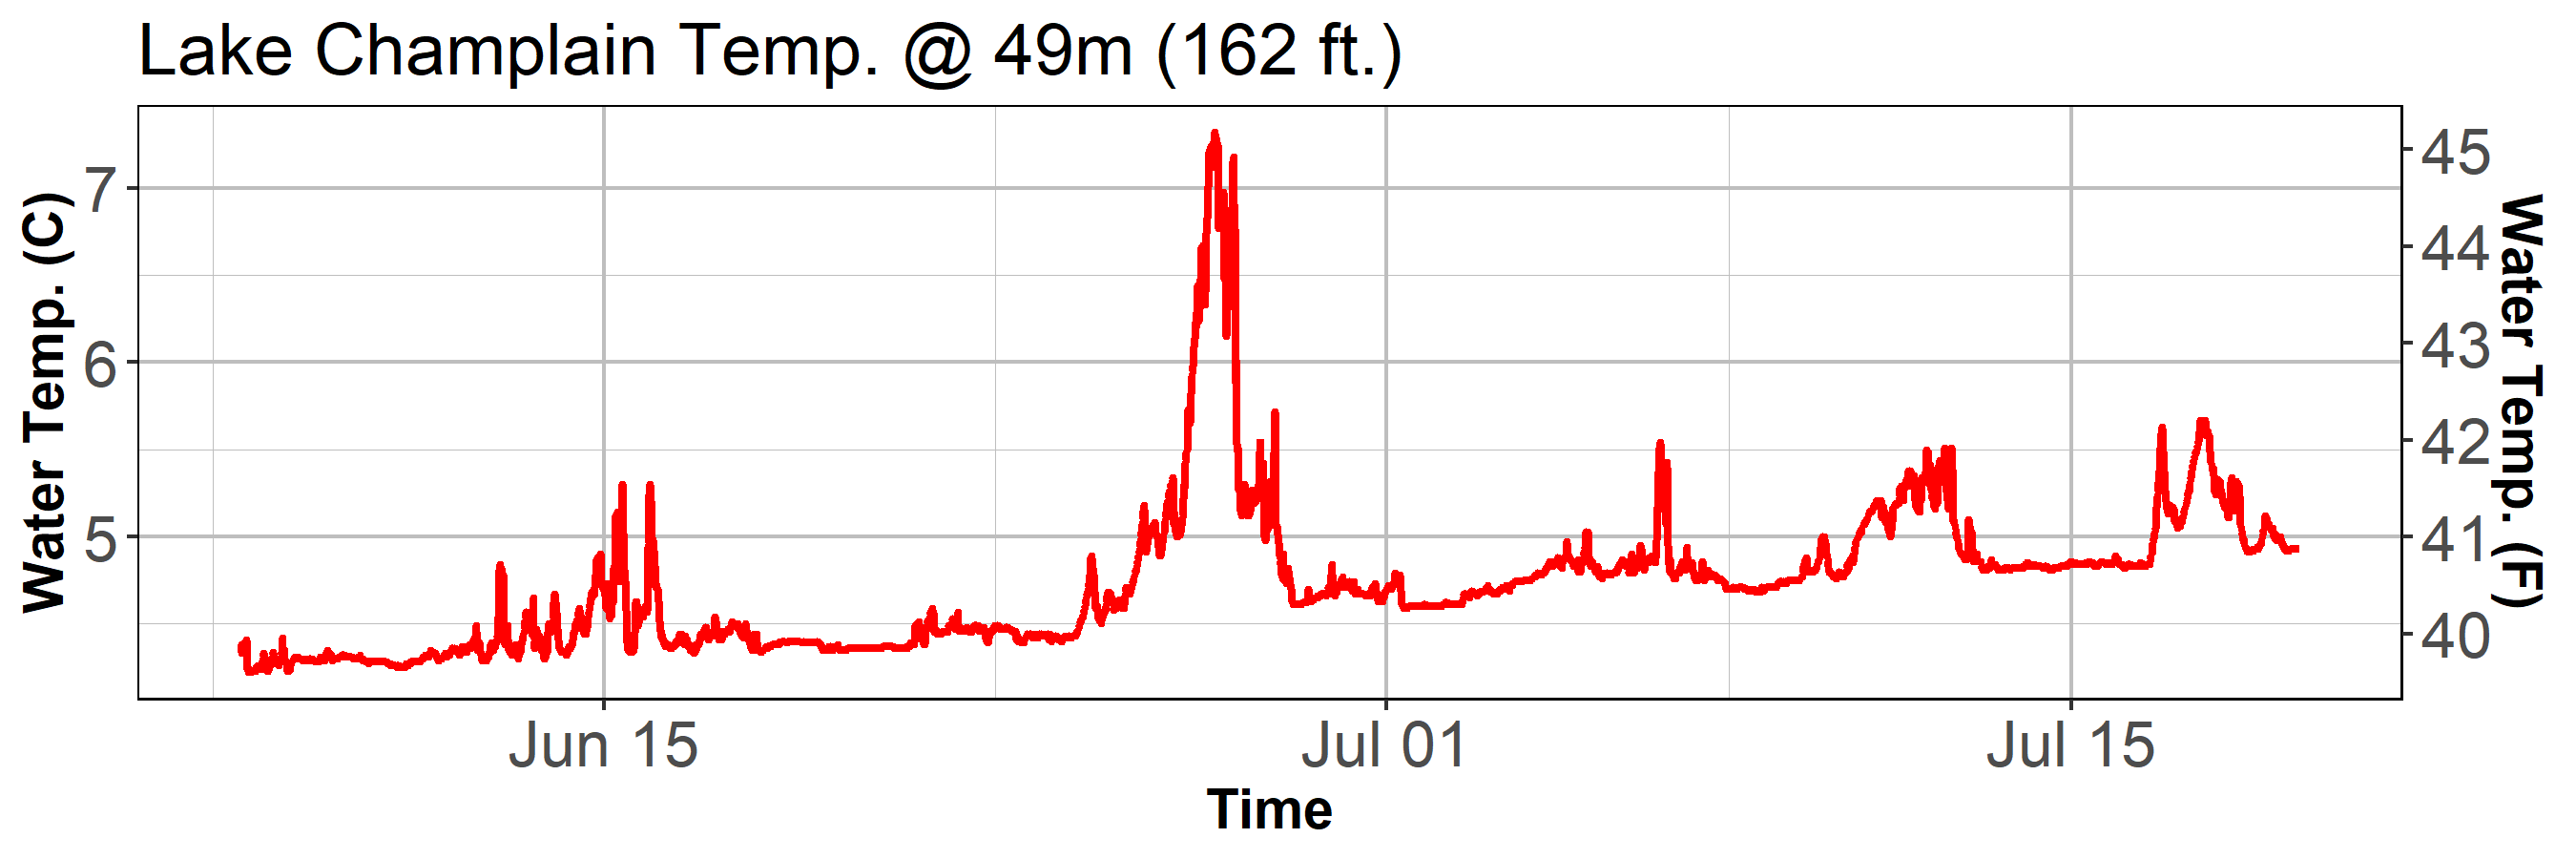 Lake Champlain Temp. @ 49m (162 ft.)
Water Temp. (C)
7
6
5
45
44
43
42
41
40
Water Temp. (F)
Jun 15
Jul 01
Jul 15
Time